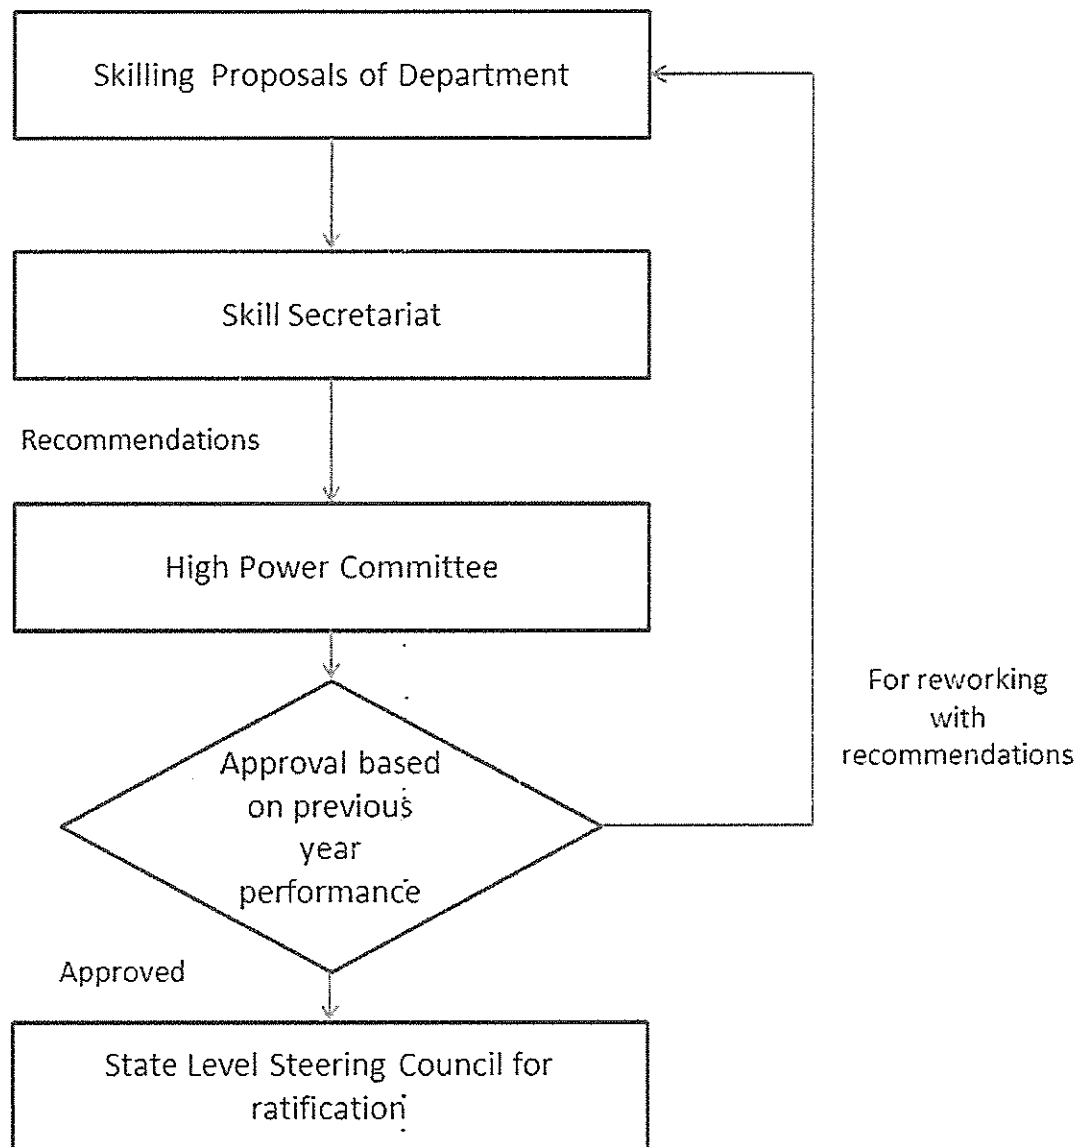 Skilling Proposals of Department
Skill Secretariat
Recommendations
High Power Committee
For reworking
with
recommendations
Approval based
on previous
year
performance
Approved
State Level Steering Council for
ratification